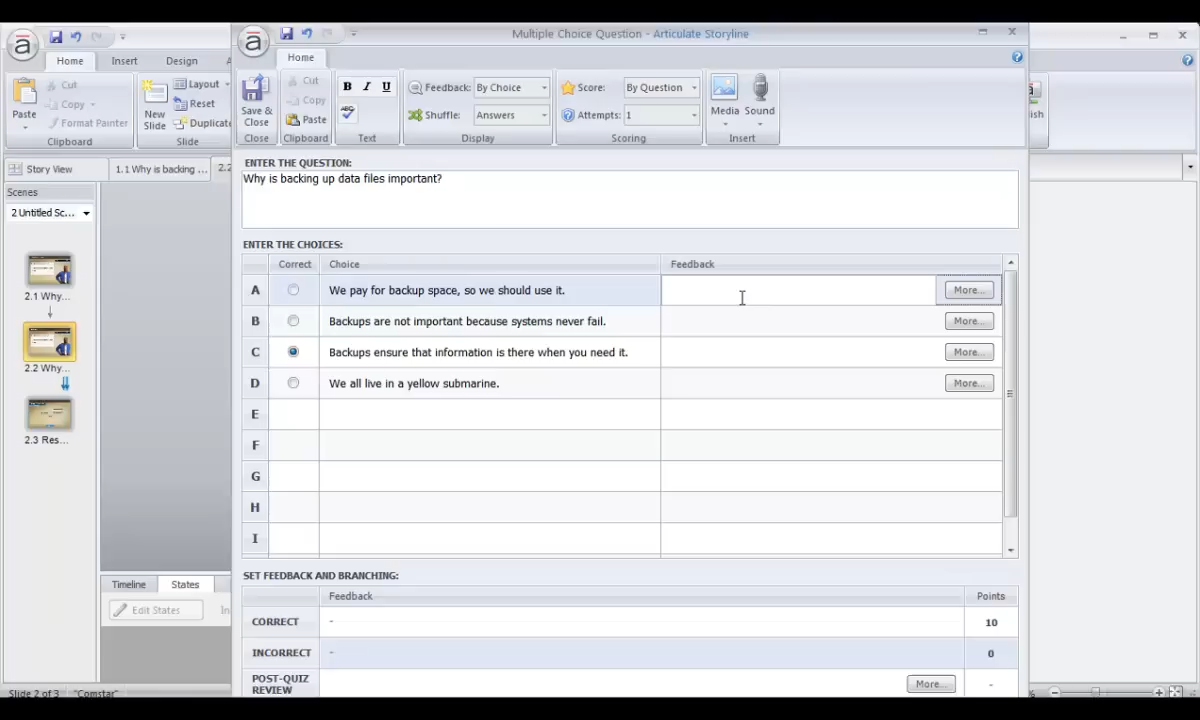 Multiple Choice Question - Articulate Storyline
Home Insert Design A
Home
Cut
Copy
Format Painter
Paste
Clipboard
New Slide
Layout
Reset
Duplicate
Slide
Save & Close
Close
Cut
Copy
Paste
Clipboard
B I U
Text
Feedback: By Choice
Shuffle: Answers
Display
Score: By Question
Attempts: 1
Scoring
Media Sound
Insert
ish
Story View 1.1 Why is backing ... 2.2
Scenes
2 Untitled Sc...
2.1 Why...
2.2 Why...
2.3 Res...
ENTER THE QUESTION:
Why is backing up data files important?
ENTER THE CHOICES:
Correct Choice Feedback
A We pay for backup space, so we should use it. More...
B Backups are not important because systems never fail. More...
C Backups ensure that information is there when you need it. More...
D We all live in a yellow submarine. More...
E
F
G
H
I
SET FEEDBACK AND BRANCHING:
Feedback Points
CORRECT - 10
INCORRECT - 0
POST-QUIZ REVIEW More... -
Timeline States
Edit States In
Slide 2 of 3 "Comstar" %